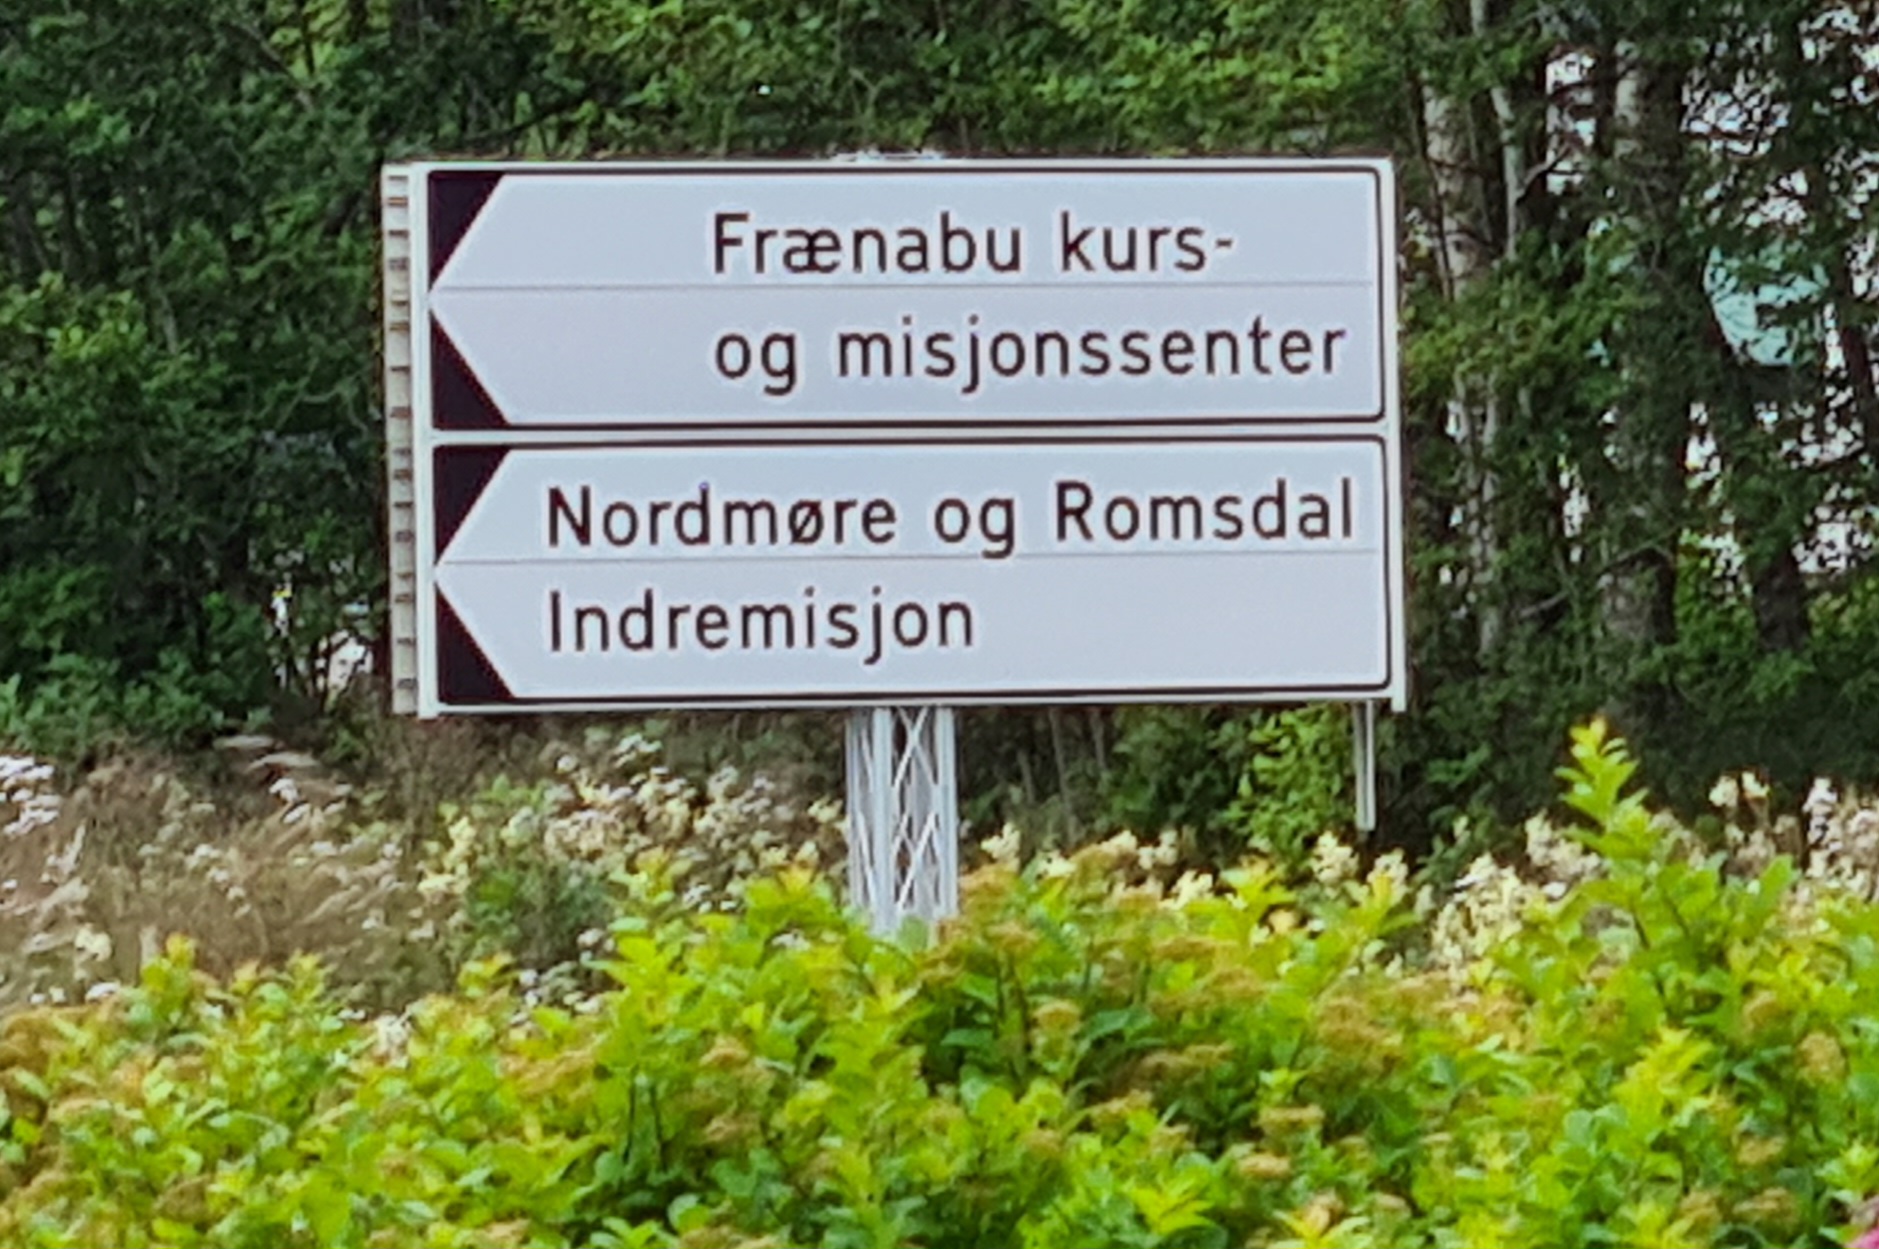 Frænabu kurs-
og misjonssenter
Nordmøre og Romsdal
Indremisjon